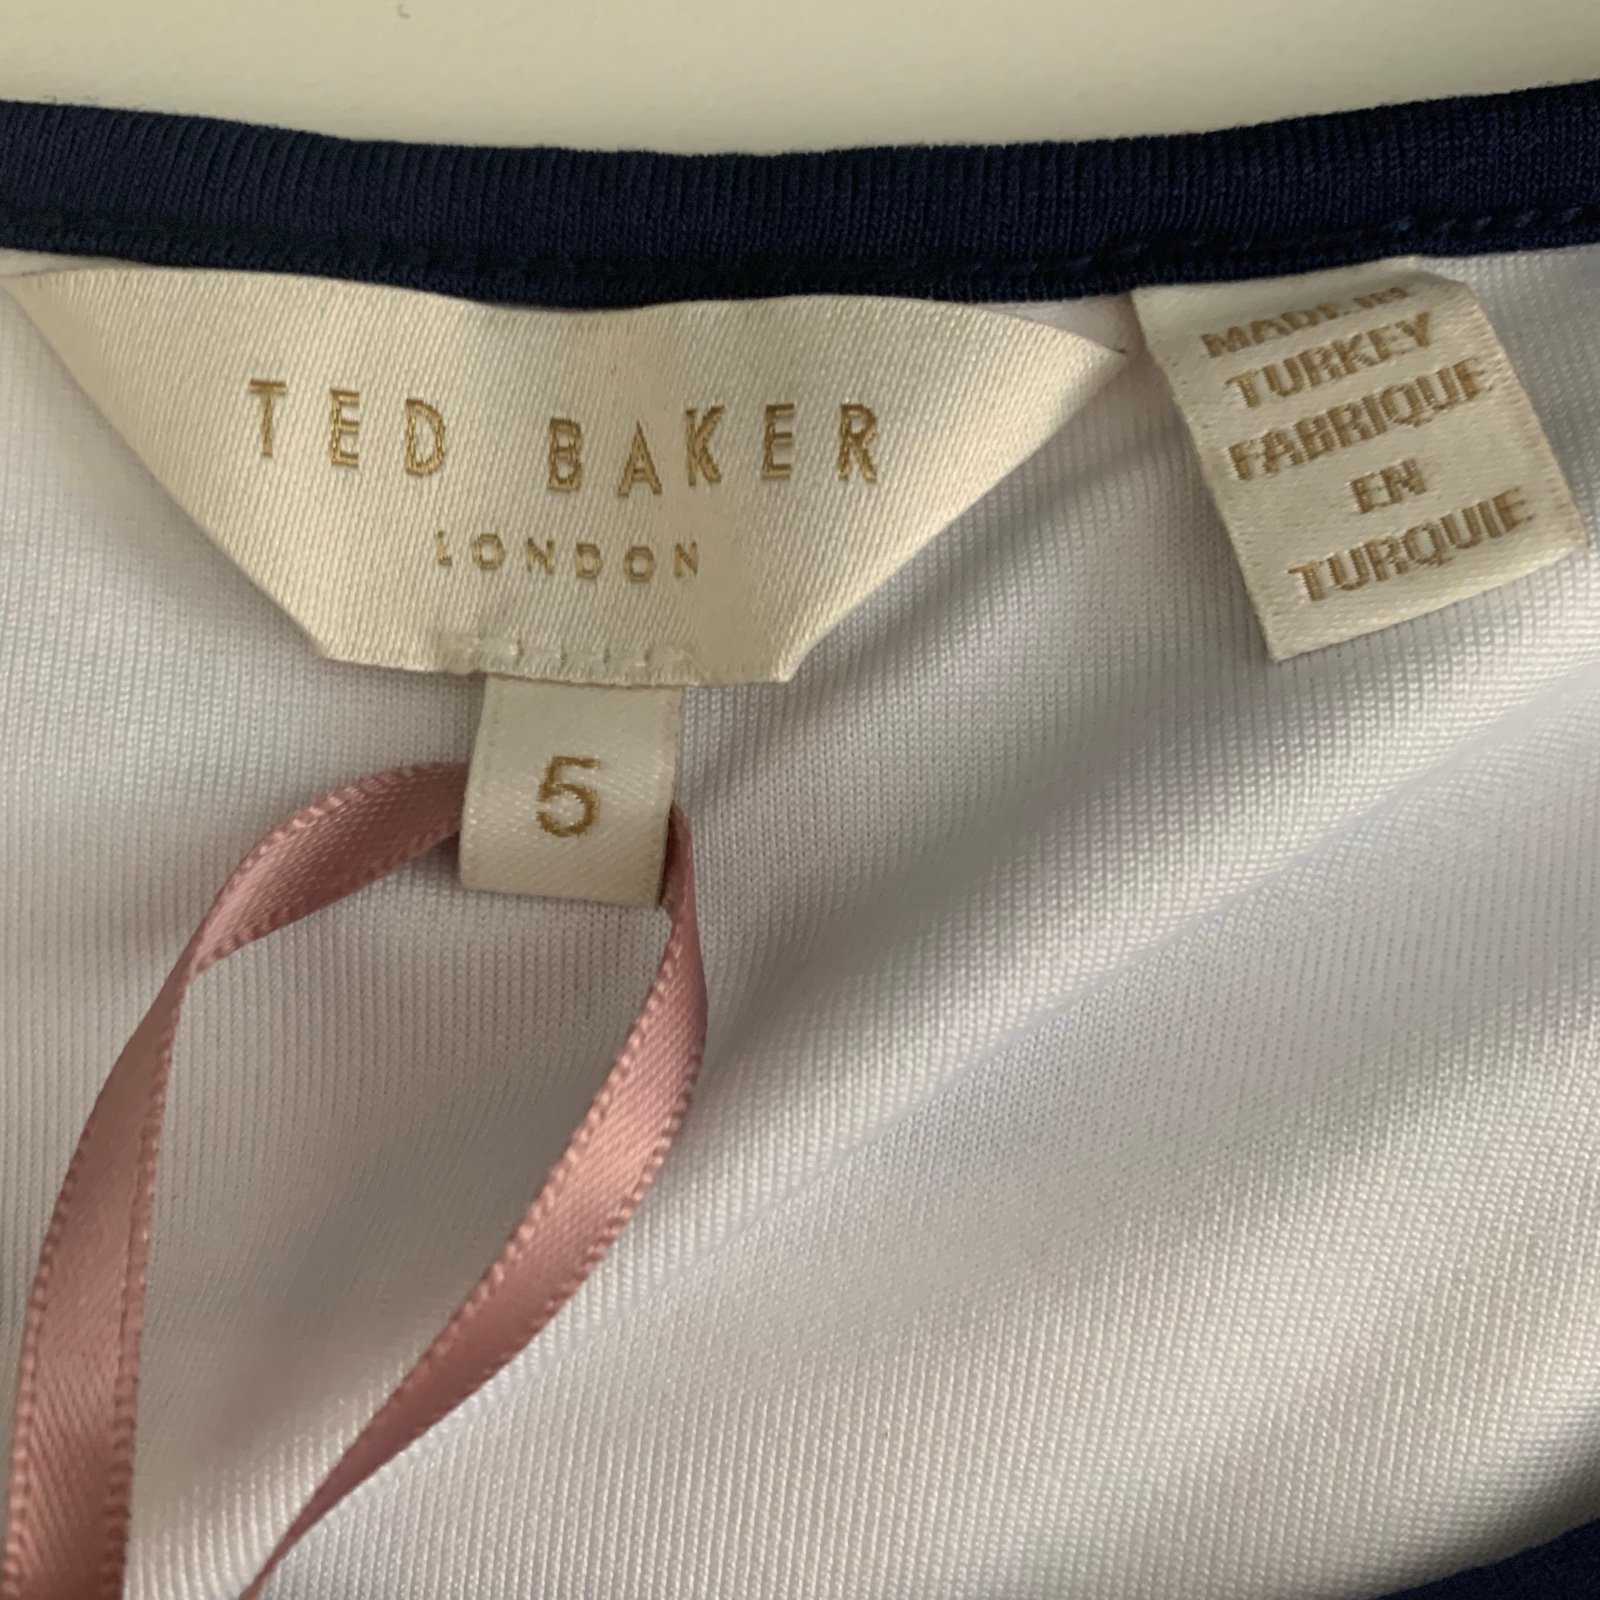 TED BAKER
LONDON
5
MADE IN
TURKEY
FABRIQUE
EN
TURQUIE